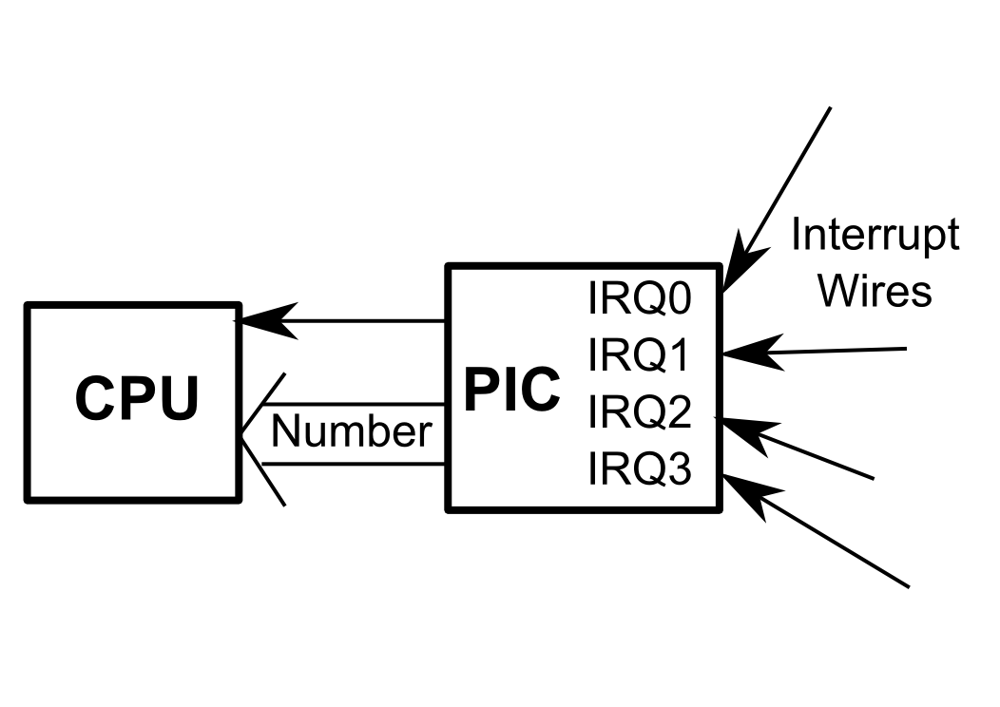 Interrupt
Wires
CPU
Number
PIC
IRQ0
IRQ1
IRQ2
IRQ3